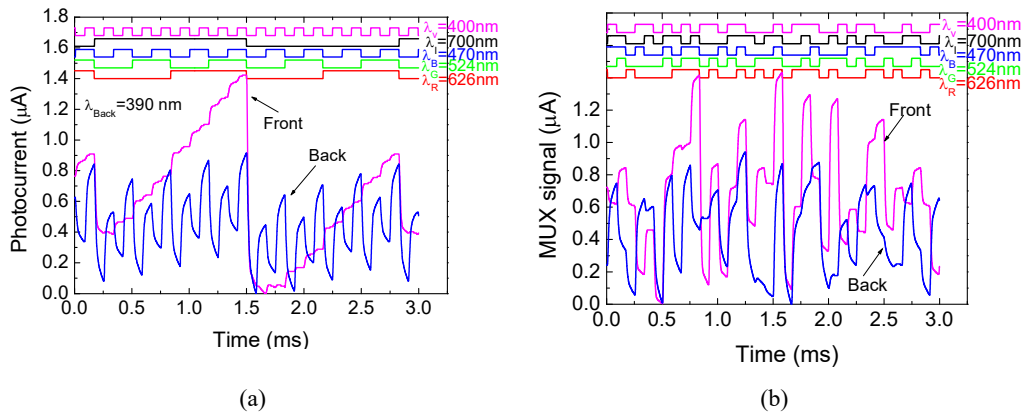 (a)
1.8
1.6
1.4
1.2
1.0
0.8
0.6
0.4
0.2
0.0
Photocurrent (µA)
λV=400nm
λI=700nm
λB=470nm
λG=524nm
λR=626nm
λBack=390 nm
Front
Back
0.0 0.5 1.0 1.5 2.0 2.5 3.0
Time (ms)
(b)
1.2
1.0
0.8
0.6
0.4
0.2
0.0
MUX signal (µA)
λV=400nm
λI=700nm
λB=470nm
λG=524nm
λR=626nm
Front
Back
0.0 0.5 1.0 1.5 2.0 2.5 3.0
Time (ms)
(a) (b)